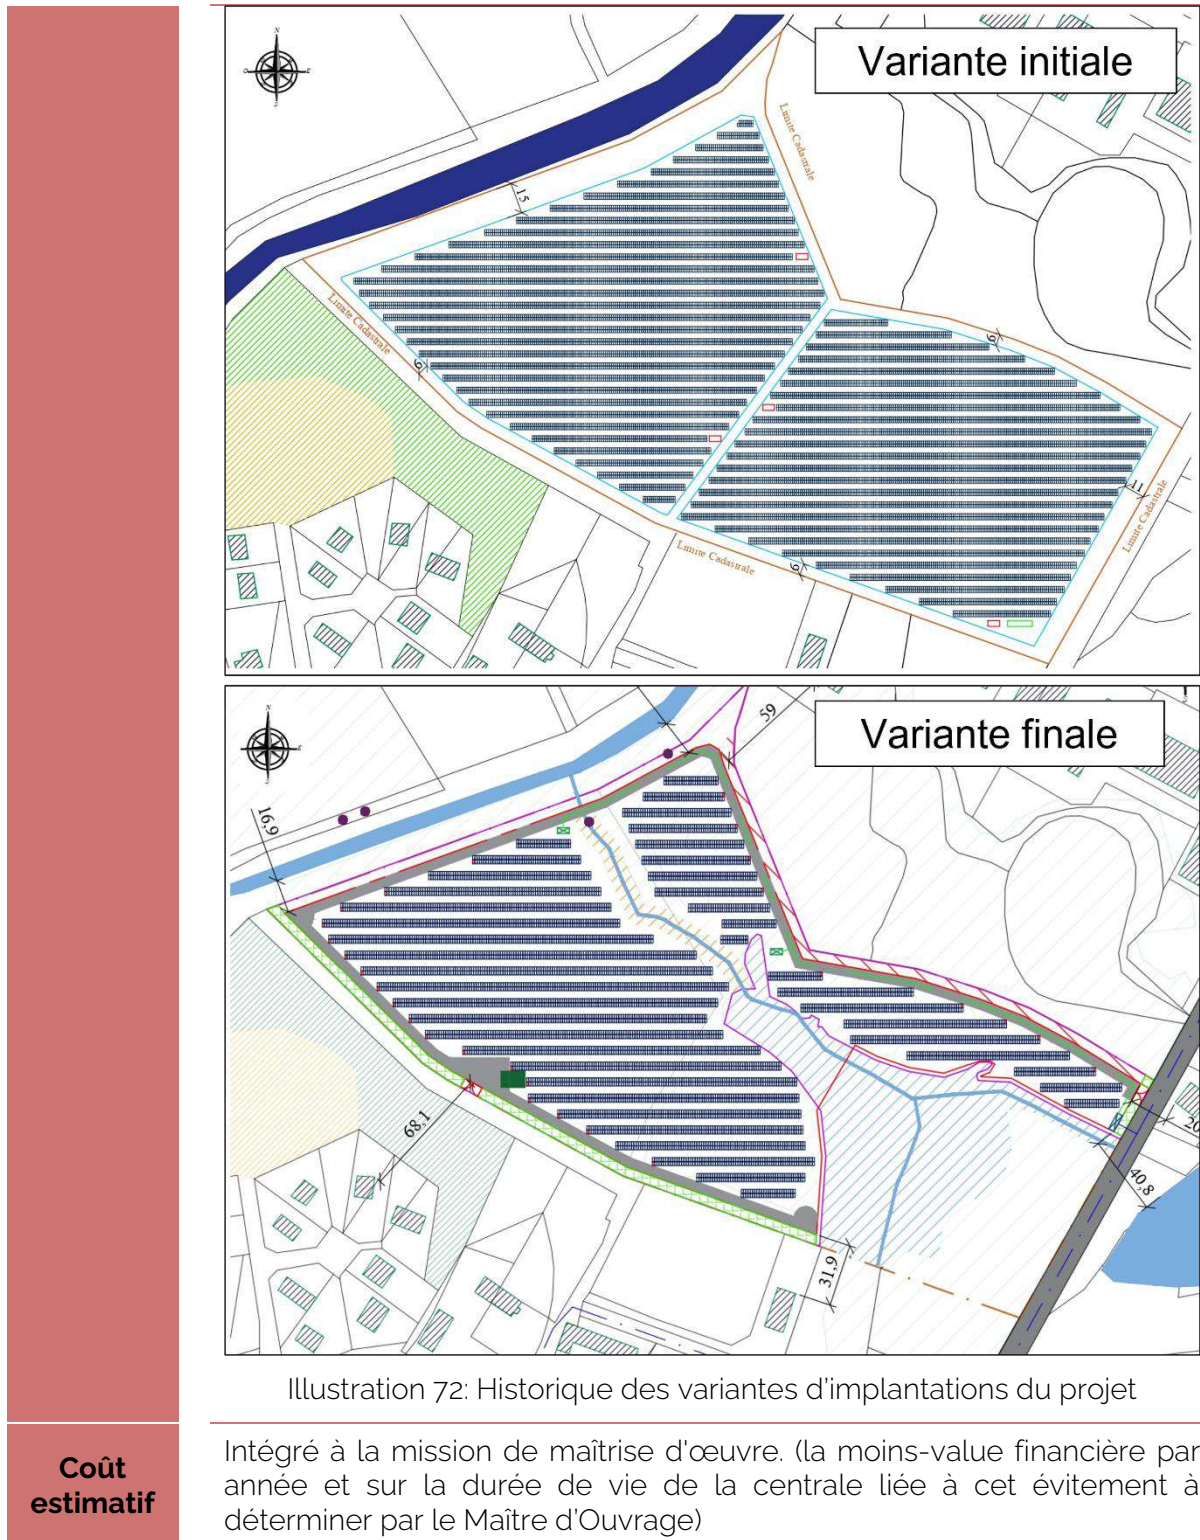 Variante initiale
N
E
S
O
Limite Cadastrale
15
Limite Cadastrale
6
6
11
Limite Cadastrale
Limite Cadastrale
6
Variante finale
59
16,9
68,1
20
40,8
31,9
Illustration 72: Historique des variantes d'implantations du projet
Coût
estimatif
Intégré à la mission de maîtrise d'œuvre. (la moins-value financière par
année et sur la durée de vie de la centrale liée à cet évitement à
déterminer par le Maître d'Ouvrage)